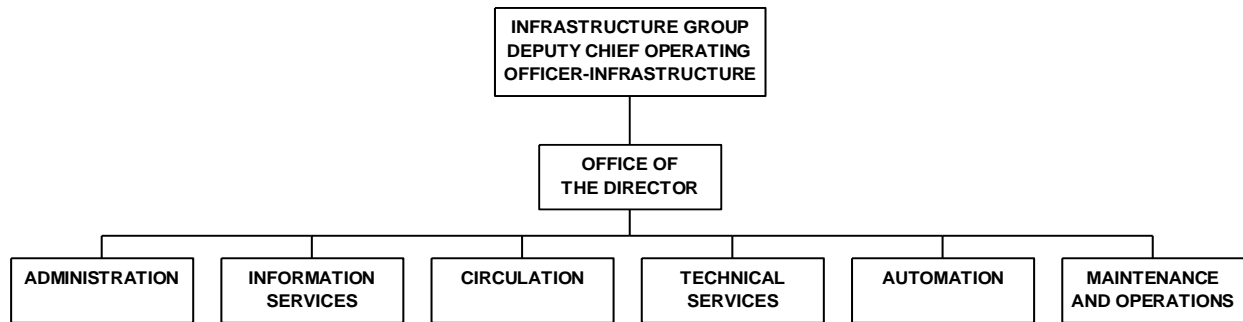 INFRASTRUCTURE GROUP
DEPUTY CHIEF OPERATING
OFFICER-INFRASTRUCTURE
OFFICE OF
THE DIRECTOR
ADMINISTRATION
INFORMATION
SERVICES
CIRCULATION
TECHNICAL
SERVICES
AUTOMATION
MAINTENANCE
AND OPERATIONS